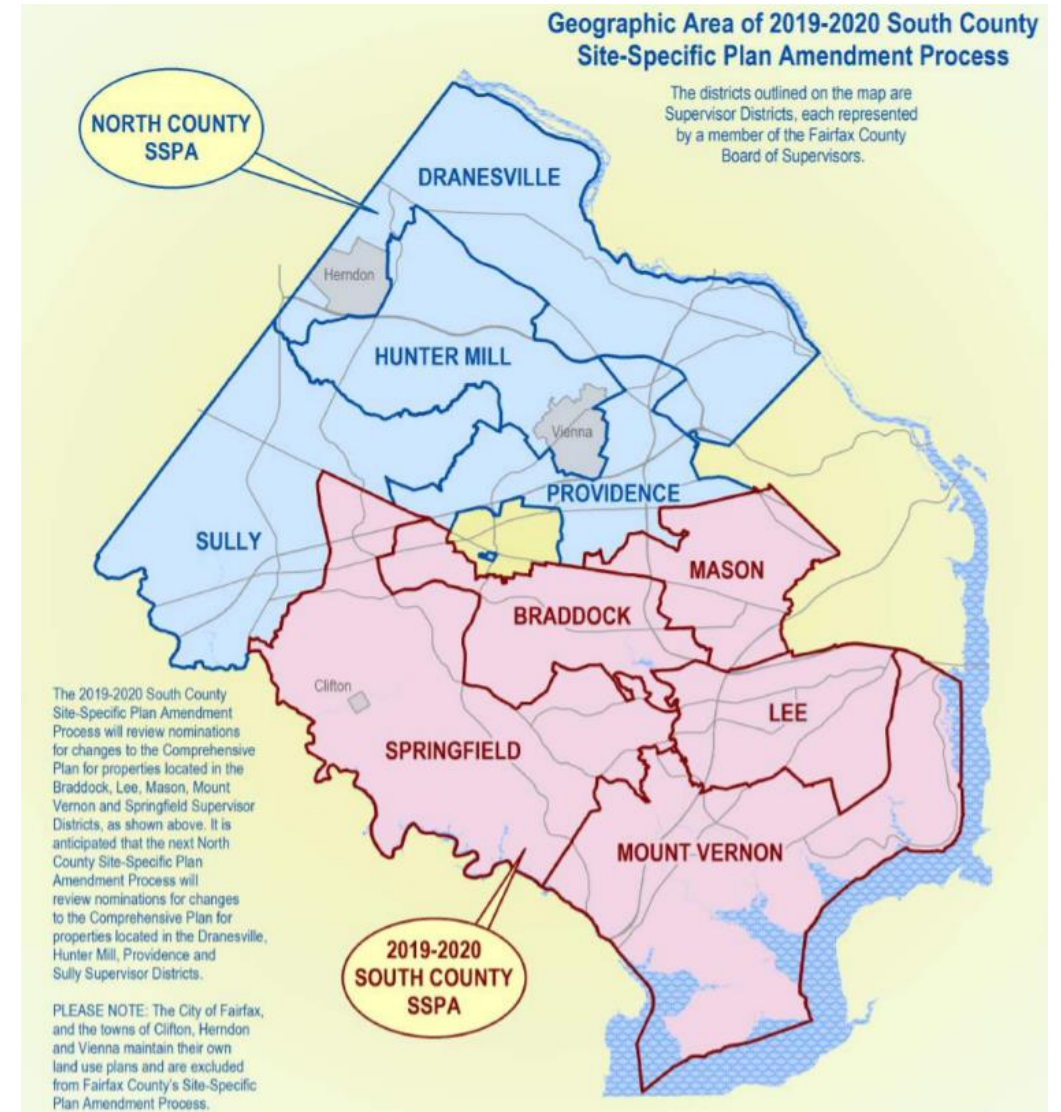 Geographic Area of 2019-2020 South County
Site-Specific Plan Amendment Process
The districts outlined on the map are
Supervisor Districts, each represented
by a member of the Fairfax County
Board of Supervisors.
NORTH COUNTY
SSPA
DRANESVILLE
Herndon
HUNTER MILL
Vienna
PROVIDENCE
SULLY
MASON
BRADDOCK
Clifton
LEE
SPRINGFIELD
MOUNT VERNON
2019-2020
SOUTH COUNTY
SSPA
The 2019-2020 South County
Site-Specific Plan Amendment
Process will review nominations
for changes to the Comprehensive
Plan for properties located in the
Braddock, Lee, Mason, Mount
Vernon and Springfield Supervisor
Districts, as shown above. It is
anticipated that the next North
County Site-Specific Plan
Amendment Process will
review nominations for changes
to the Comprehensive Plan for
properties located in the Dranesville,
Hunter Mill, Providence and
Sully Supervisor Districts.
PLEASE NOTE: The City of Fairfax,
and the towns of Clifton, Herndon
and Vienna maintain their own
land use plans and are excluded
from Fairfax County's Site-Specific
Plan Amendment Process.